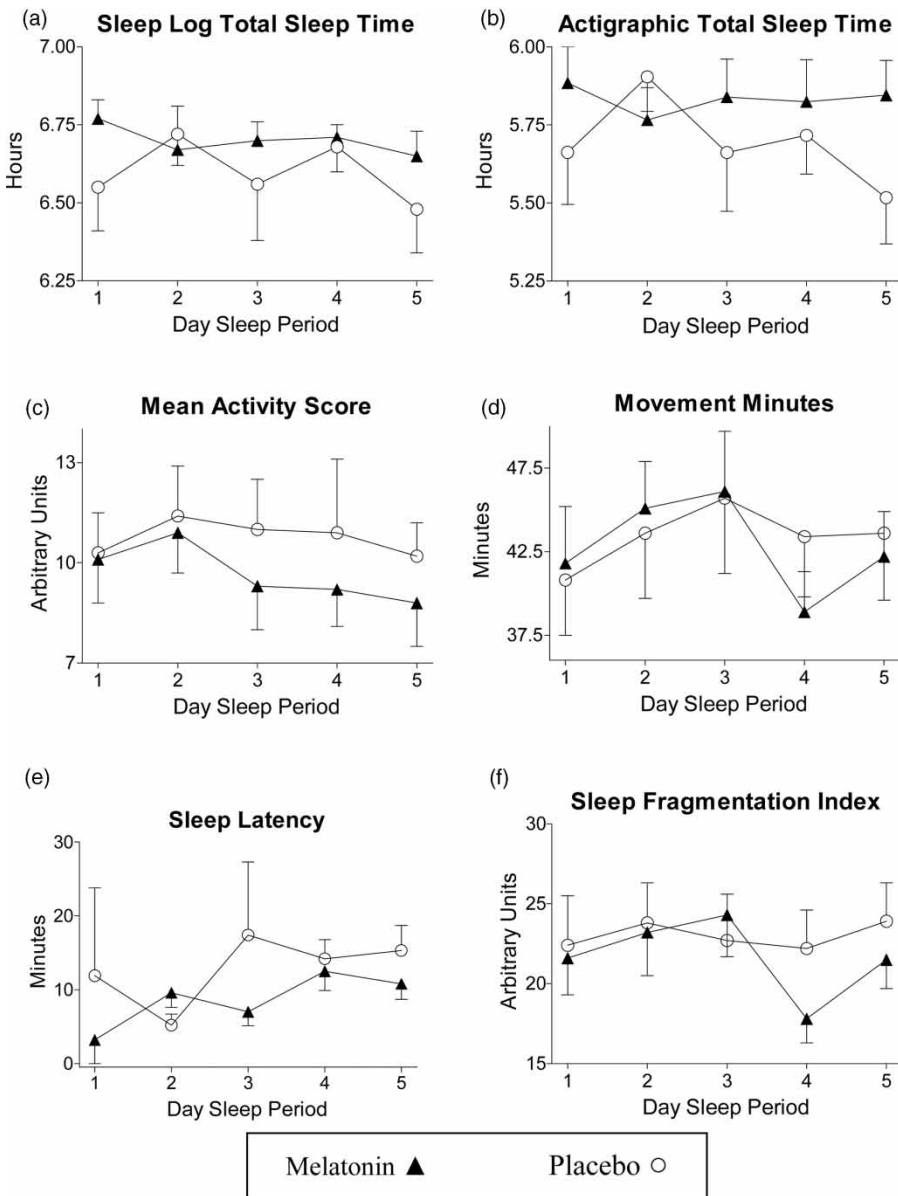 (a) Sleep Log Total Sleep Time
7.00
6.75
6.50
6.25
Hours
1 2 3 4 5
Day Sleep Period
(b) Actigraphic Total Sleep Time
6.00
5.75
5.50
5.25
Hours
1 2 3 4 5
Day Sleep Period
(c) Mean Activity Score
13
10
7
Arbitrary Units
1 2 3 4 5
Day Sleep Period
(d) Movement Minutes
47.5
42.5
37.5
Minutes
1 2 3 4 5
Day Sleep Period
(e)
Sleep Latency
30
20
10
0
Minutes
1 2 3 4 5
Day Sleep Period
(f)
Sleep Fragmentation Index
30
25
20
15
Arbitrary Units
1 2 3 4 5
Day Sleep Period
Melatonin ▲ Placebo ○